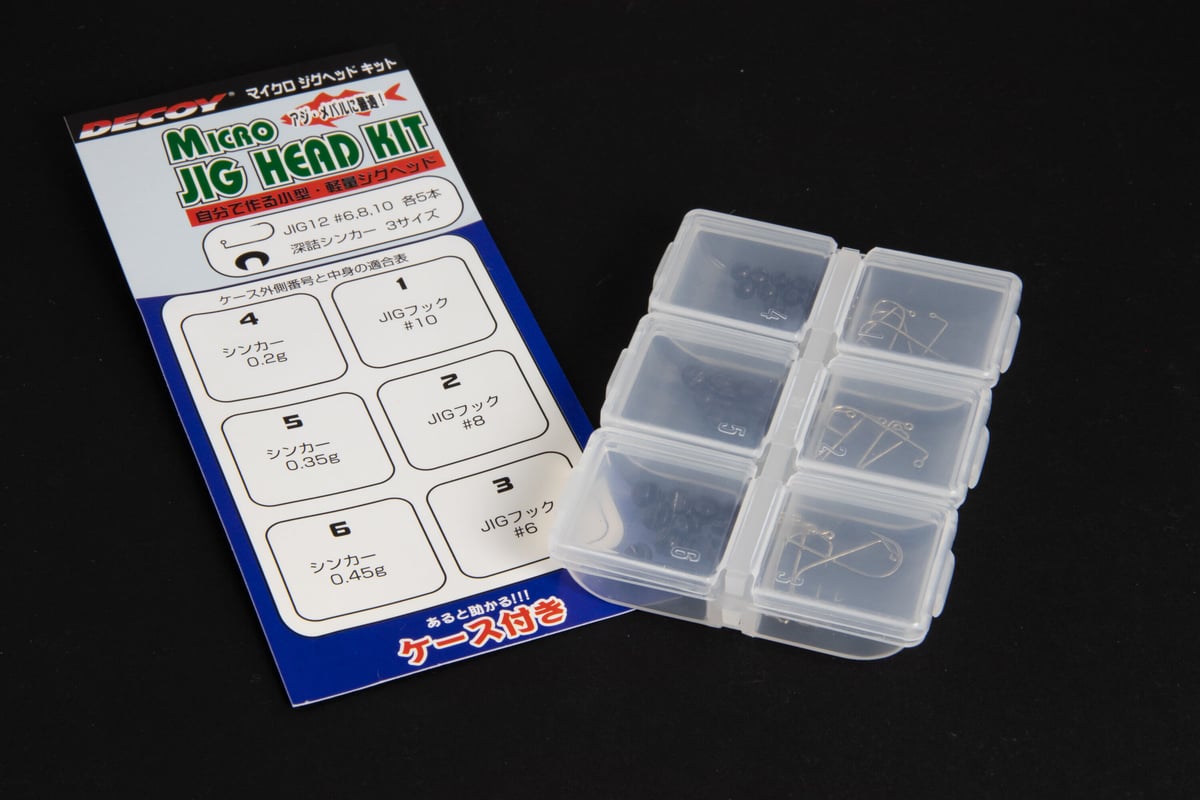 DECOY® マイクロ ジグヘッド キット
アジ・メバルに最適!
MICRO
JIG HEAD KIT
自分で作る小型・軽量ジグヘッド
JIG12 #6,8,10 各5本
深詰シンカー 3サイズ
ケース外側番号と中身の適合表
4
シンカー
0.2g
1
JIGフック
#10
5
シンカー
0.35g
2
JIGフック
#8
6
シンカー
0.45g
3
JIGフック
#6
あると助かる!!!
ケース付き
4
1
5
2
6
3